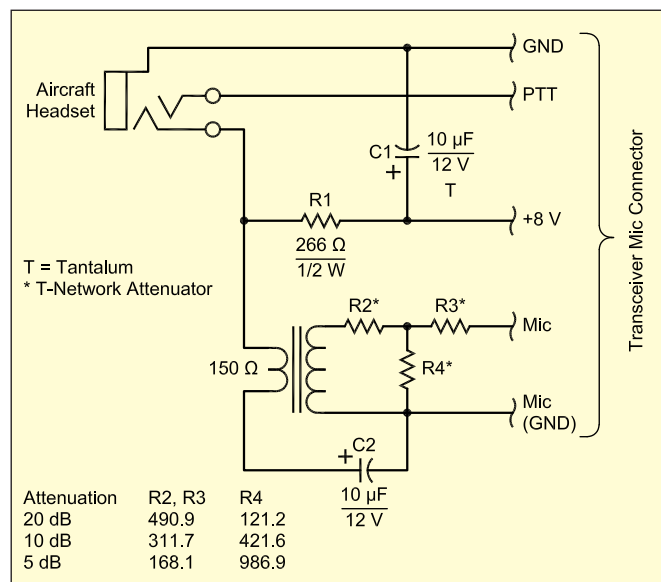 GND
Aircraft
Headset
PTT
C1
10 µF
12 V
+
T
R1
+8 V
266 Ω
1/2 W
T = Tantalum
* T-Network Attenuator
R2*
R3*
Mic
150 Ω
R4*
Mic
(GND)
C2
+
10 µF
12 V
Transceiver Mic Connector
Attenuation R2, R3 R4
20 dB 490.9 121.2
10 dB 311.7 421.6
5 dB 168.1 986.9